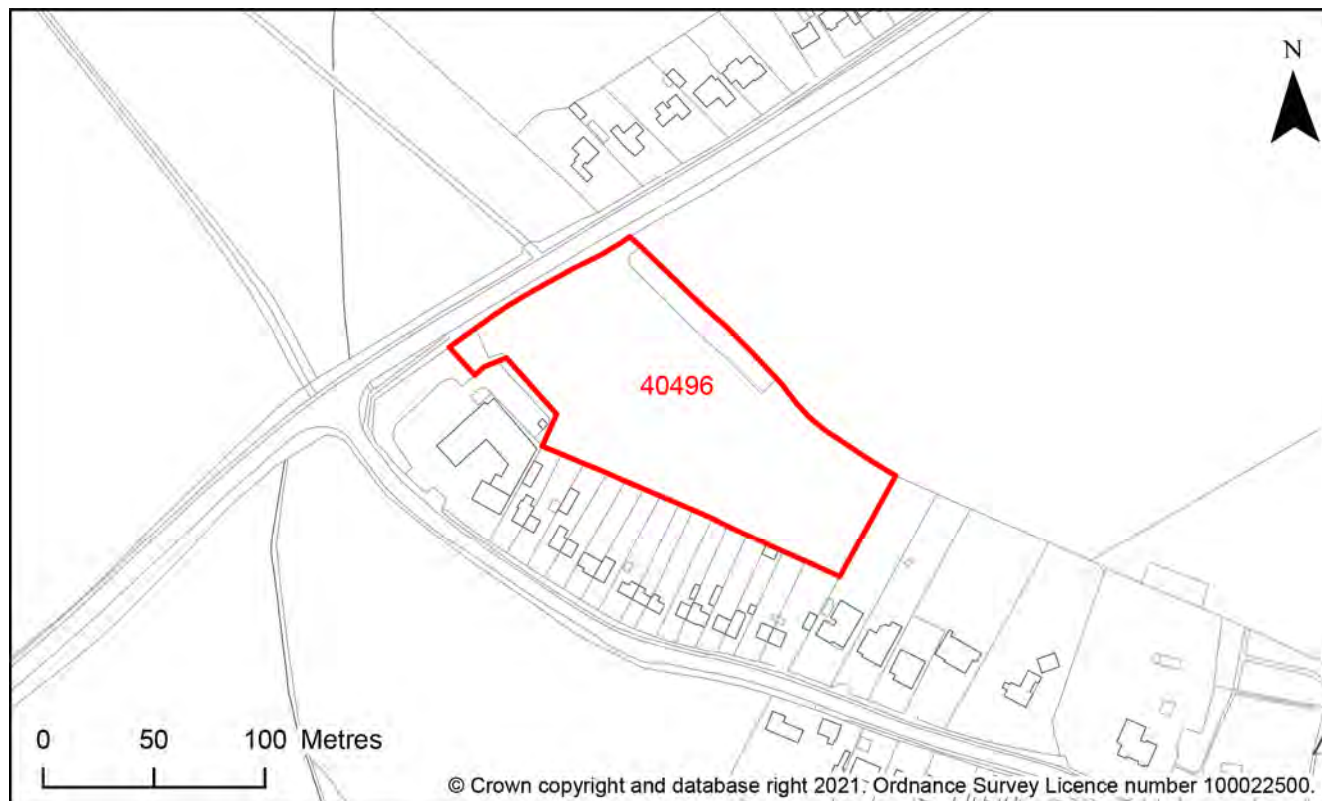 N
40496
0 50 100 Metres
© Crown copyright and database right 2021. Ordnance Survey Licence number 100022500.